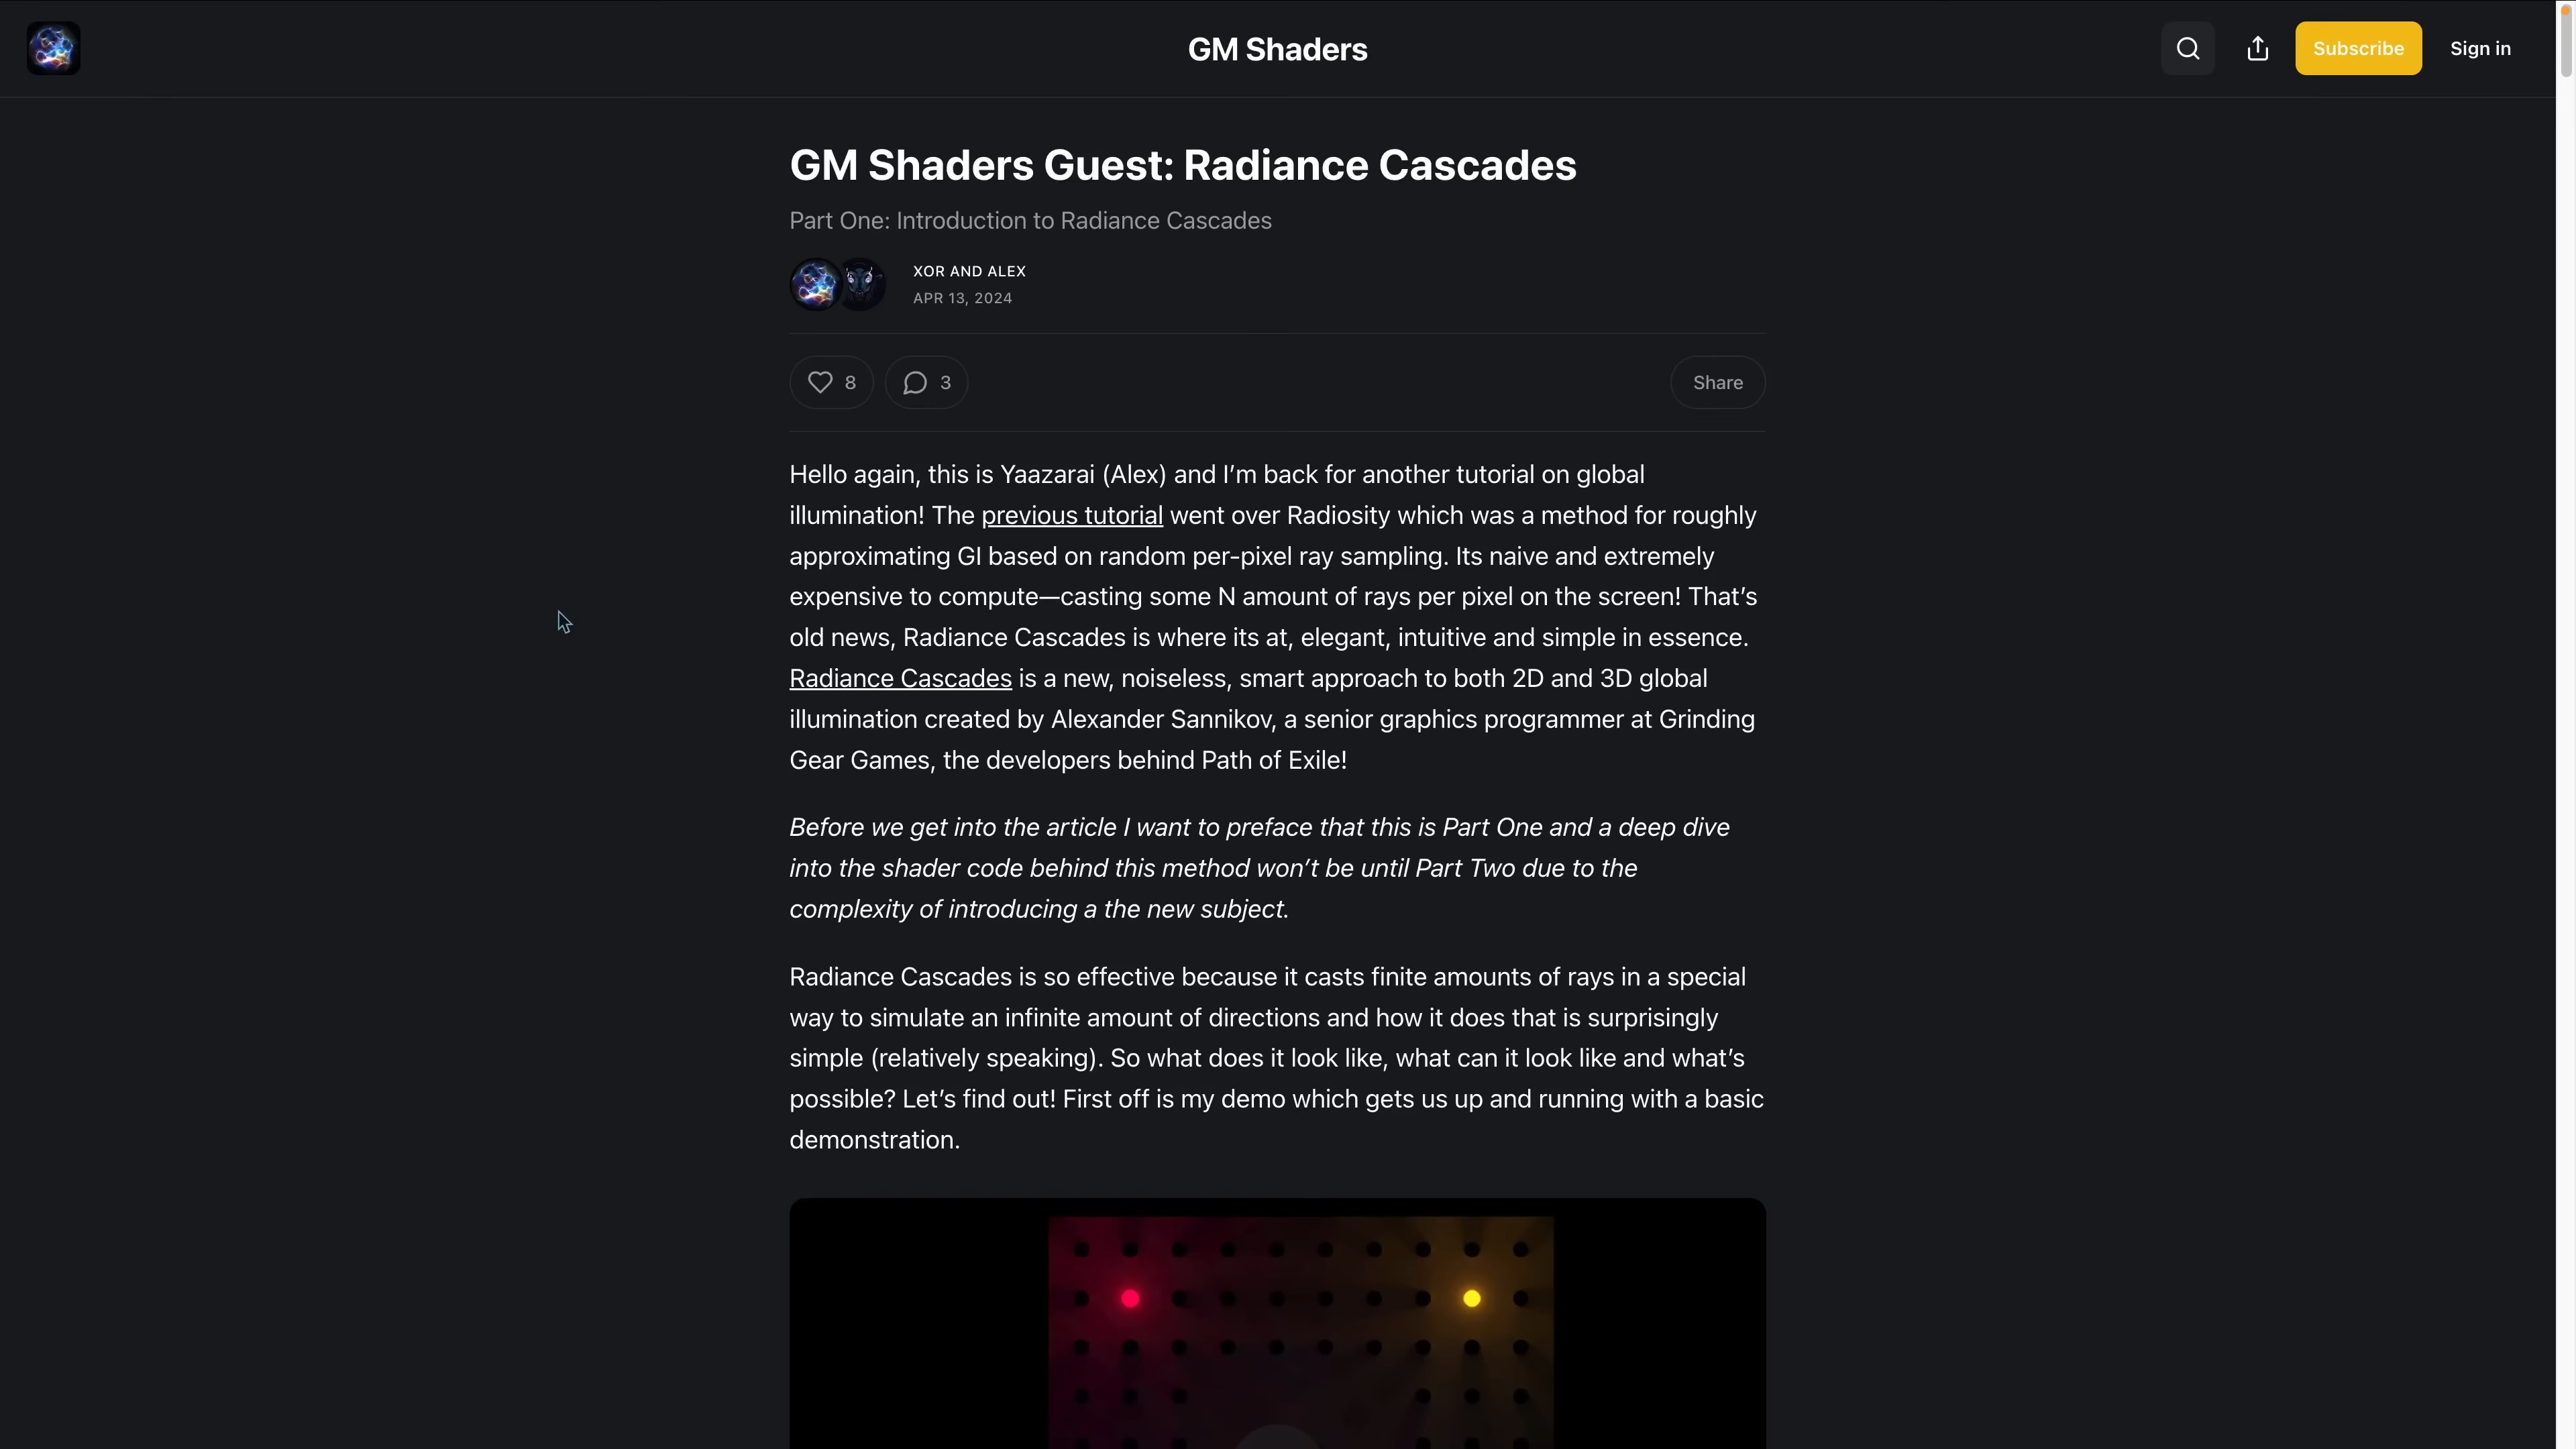 GM Shaders
Subscribe
Sign in
GM Shaders Guest: Radiance Cascades
Part One: Introduction to Radiance Cascades
XOR AND ALEX
APR 13, 2024
8
3
Share
Hello again, this is Yaazarai (Alex) and I’m back for another tutorial on global
illumination! The previous tutorial went over Radiosity which was a method for roughly
approximating GI based on random per-pixel ray sampling. Its naive and extremely
expensive to compute—casting some N amount of rays per pixel on the screen! That’s
old news, Radiance Cascades is where its at, elegant, intuitive and simple in essence.
Radiance Cascades is a new, noiseless, smart approach to both 2D and 3D global
illumination created by Alexander Sannikov, a senior graphics programmer at Grinding
Gear Games, the developers behind Path of Exile!
Before we get into the article I want to preface that this is Part One and a deep dive
into the shader code behind this method won’t be until Part Two due to the
complexity of introducing a the new subject.
Radiance Cascades is so effective because it casts finite amounts of rays in a special
way to simulate an infinite amount of directions and how it does that is surprisingly
simple (relatively speaking). So what does it look like, what can it look like and what’s
possible? Let’s find out! First off is my demo which gets us up and running with a basic
demonstration.